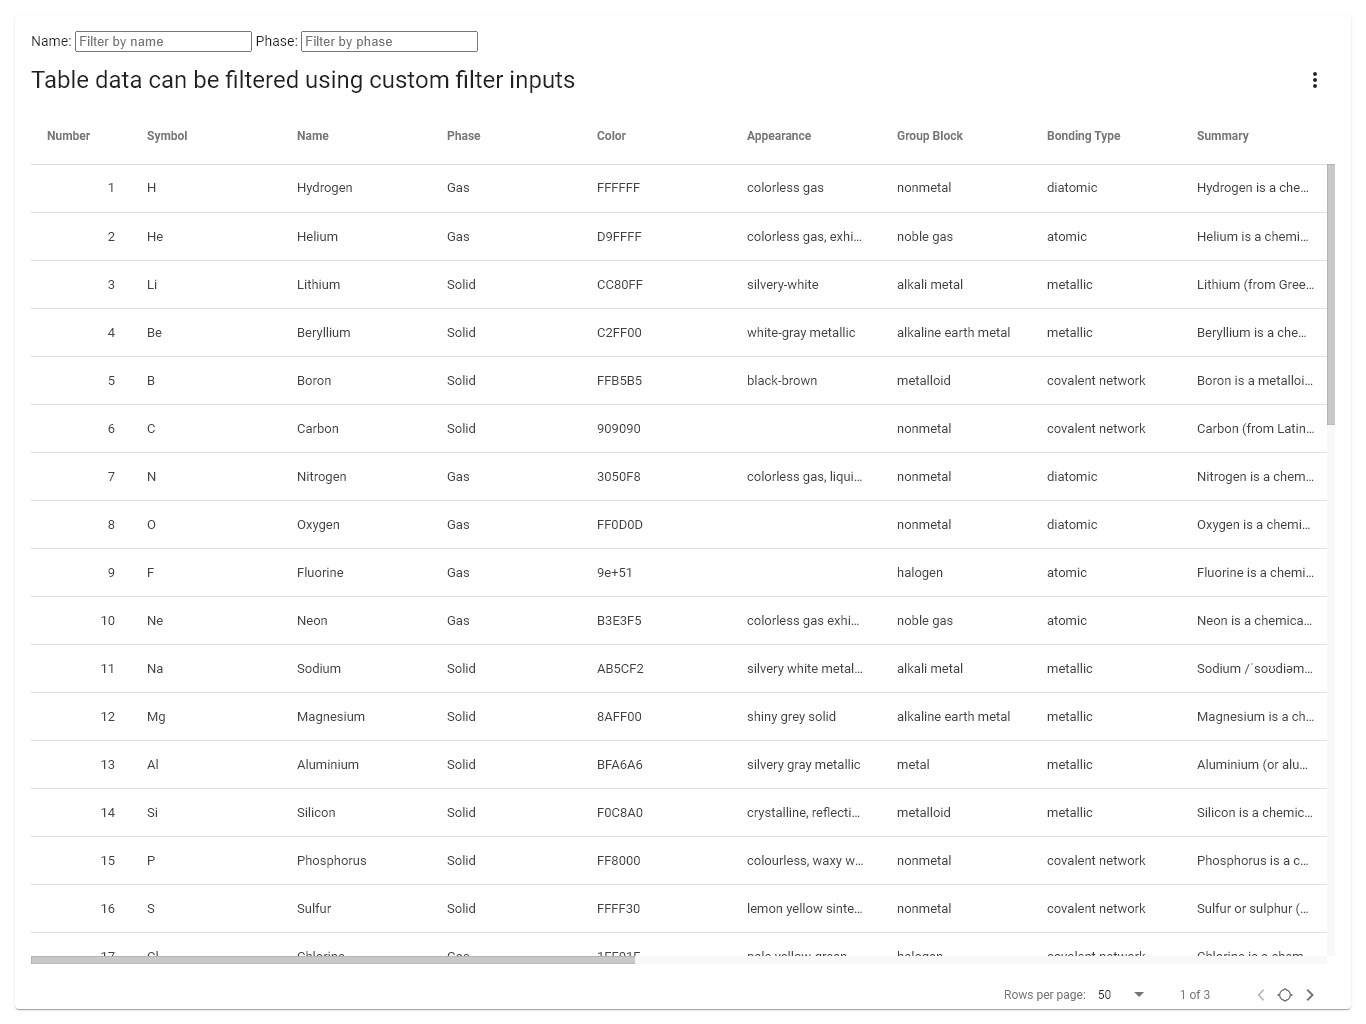 Name: Filter by name Phase: Filter by phase
Table data can be filtered using custom filter inputs
Number Symbol Name Phase Color Appearance Group Block Bonding Type Summary
1 H Hydrogen Gas FFFFFF colorless gas nonmetal diatomic Hydrogen is a che...
2 He Helium Gas D9FFFF colorless gas, exhi... noble gas atomic Helium is a chemi...
3 Li Lithium Solid CC80FF silvery-white alkali metal metallic Lithium (from Gree...
4 Be Beryllium Solid C2FF00 white-gray metallic alkaline earth metal metallic Beryllium is a che...
5 B Boron Solid FFB5B5 black-brown metalloid covalent network Boron is a metalloi...
6 C Carbon Solid 909090 nonmetal covalent network Carbon (from Latin...
7 N Nitrogen Gas 3050F8 colorless gas, liqui... nonmetal diatomic Nitrogen is a chem...
8 O Oxygen Gas FF0D0D nonmetal diatomic Oxygen is a chemi...
9 F Fluorine Gas 9e+51 halogen atomic Fluorine is a chemi...
10 Ne Neon Gas B3E3F5 colorless gas exhi... noble gas atomic Neon is a chemica...
11 Na Sodium Solid AB5CF2 silvery white metal... alkali metal metallic Sodium /ˈsoʊdiəm...
12 Mg Magnesium Solid 8AFF00 shiny grey solid alkaline earth metal metallic Magnesium is a ch...
13 Al Aluminium Solid BFA6A6 silvery gray metallic metal metallic Aluminium (or alu...
14 Si Silicon Solid F0C8A0 crystalline, reflecti... metalloid metallic Silicon is a chemic...
15 P Phosphorus Solid FF8000 colourless, waxy w... nonmetal covalent network Phosphorus is a c...
16 S Sulfur Solid FFFF30 lemon yellow sinte... nonmetal covalent network Sulfur or sulphur (...
17 Cl Chlorine Gas 1FF01F pale yellow-green halogen covalent network Chlorine is a chem...
Rows per page: 50 1 of 3